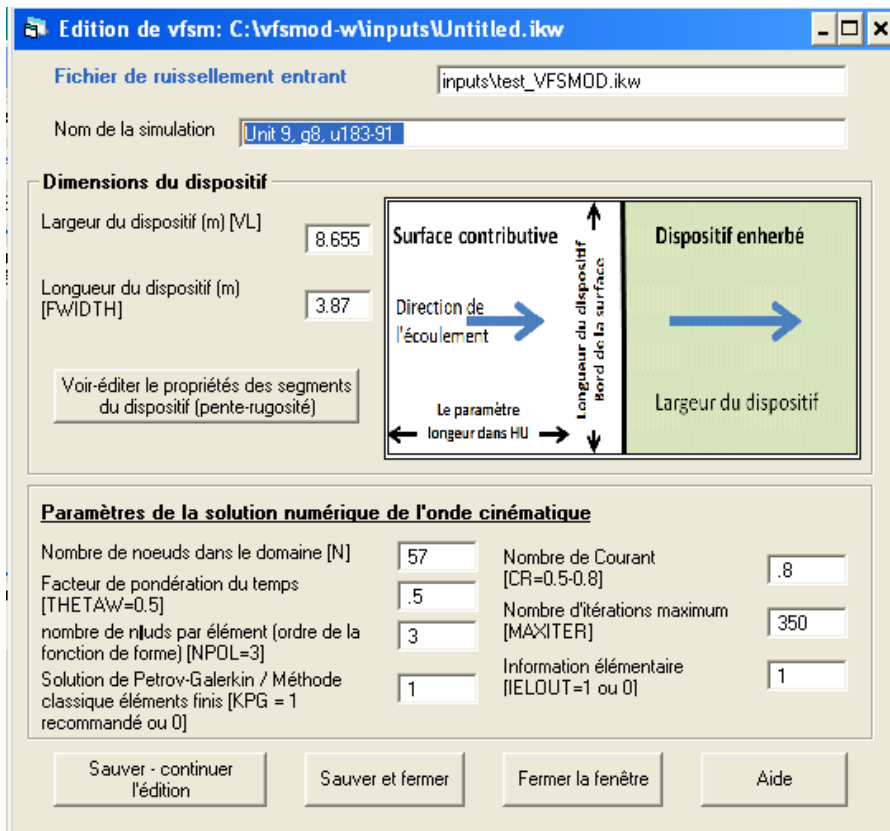 Edition de vfsm: C:\vfsmod-w\inputs\Untitled.ikw
Fichier de ruissellement entrant
inputs\test_VFSMOD.ikw
Nom de la simulation
Unit 9, g8, u183-91
Dimensions du dispositif
Largeur du dispositif (m) [VL]
8.655
Longueur du dispositif (m)
[FWIDTH]
3.87
Voir-éditer le propriétés des segments
du dispositif (pente-rugosité)
Surface contributive
Direction de
l'écoulement
Le paramètre
longeur dans HU
Longueur du dispositif
Bord de la surface
Dispositif enherbé
Largeur du dispositif
Paramètres de la solution numérique de l'onde cinématique
Nombre de noeuds dans le domaine [N]
57
Facteur de pondération du temps
[THETAW=0.5]
.5
nombre de nluds par élément (ordre de la
fonction de forme) [NPOL=3]
3
Solution de Petrov-Galerkin / Méthode
classique éléments finis [KPG = 1
recommandé ou 0]
1
Nombre de Courant
[CR=0.5-0.8]
.8
Nombre d'itérations maximum
[MAXITER]
350
Information élémentaire
[IELOUT=1 ou 0]
1
Sauver - continuer
l'édition
Sauver et fermer
Fermer la fenêtre
Aide